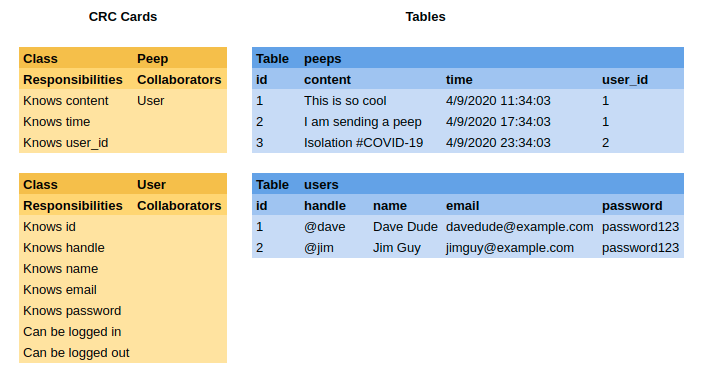 CRC Cards
Tables
Class Peep
Responsibilities Collaborators
Knows content User
Knows time
Knows user_id
Table peeps
id content time user_id
1 This is so cool 4/9/2020 11:34:03 1
2 I am sending a peep 4/9/2020 17:34:03 1
3 Isolation #COVID-19 4/9/2020 23:34:03 2
Class User
Responsibilities Collaborators
Knows id
Knows handle
Knows name
Knows email
Knows password
Can be logged in
Can be logged out
Table users
id handle name email password
1 @dave Dave Dude davedude@example.com password123
2 @jim Jim Guy jimguy@example.com password123